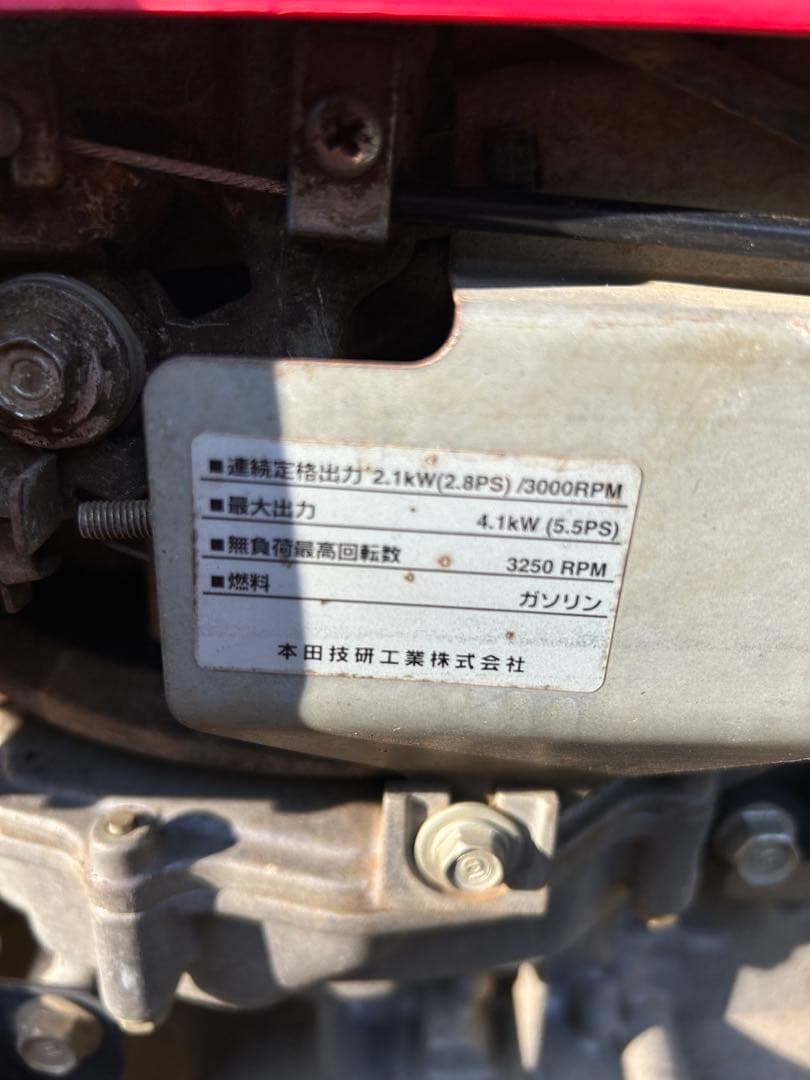 ■連続定格出力 2.1kW(2.8PS) /3000RPM
■最大出力 4.1kW (5.5PS)
■無負荷最高回転数 3250 RPM
■燃料 ガソリン
本田技研工業株式会社